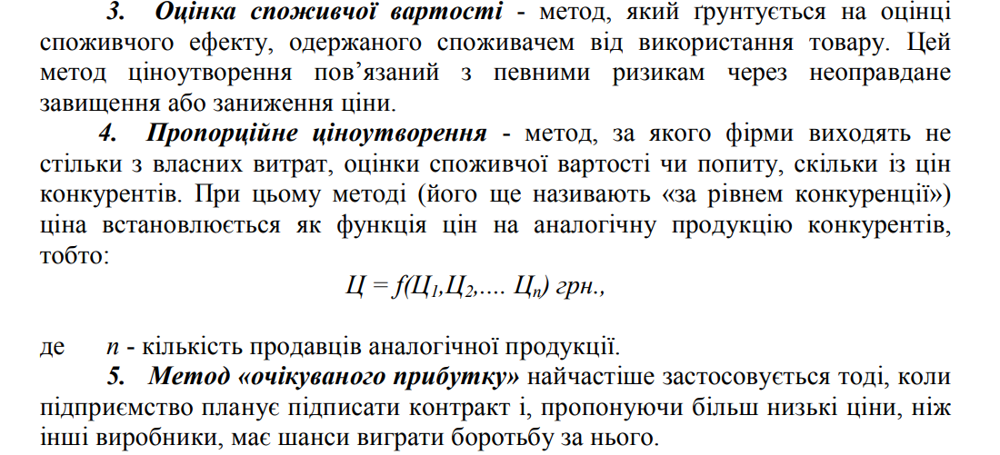 3. Оцінка споживчої вартості - метод, який ґрунтується на оцінці
споживчого ефекту, одержаного споживачем від використання товару. Цей
метод ціноутворення пов’язаний з певними ризикам через неоправдане
завищення або заниження ціни.
4. Пропорційне ціноутворення - метод, за якого фірми виходять не
стільки з власних витрат, оцінки споживчої вартості чи попиту, скільки із цін
конкурентів. При цьому методі (його ще називають «за рівнем конкуренції»)
ціна встановлюється як функція цін на аналогічну продукцію конкурентів,
тобто:
Ц = f(Ц₁,Ц₂,.... Цₙ) грн.,
де n - кількість продавців аналогічної продукції.
5. Метод «очікуваного прибутку» найчастіше застосовується тоді, коли
підприємство планує підписати контракт і, пропонуючи більш низькі ціни, ніж
інші виробники, має шанси виграти боротьбу за нього.